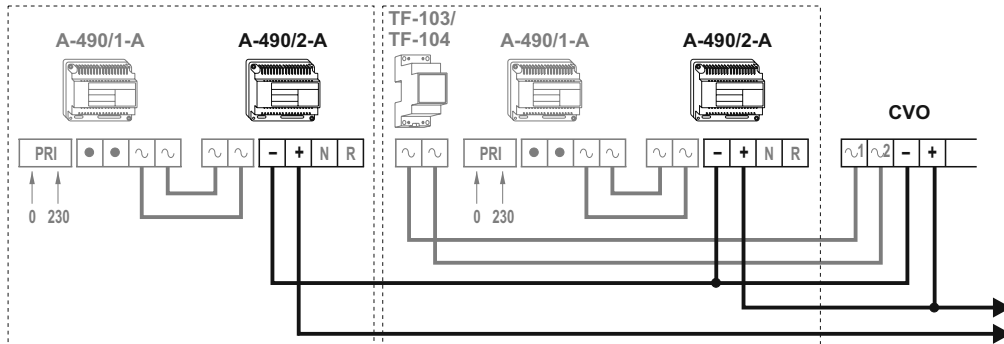 TF-103/
TF-104
A-490/1-A A-490/2-A A-490/1-A A-490/2-A
CVO
PRI ● ● ~ ~ ~ ~ - + N R ~ ~ PRI ● ● ~ ~ ~ ~ - + N R ~1 ~2 - +
0 230 0 230